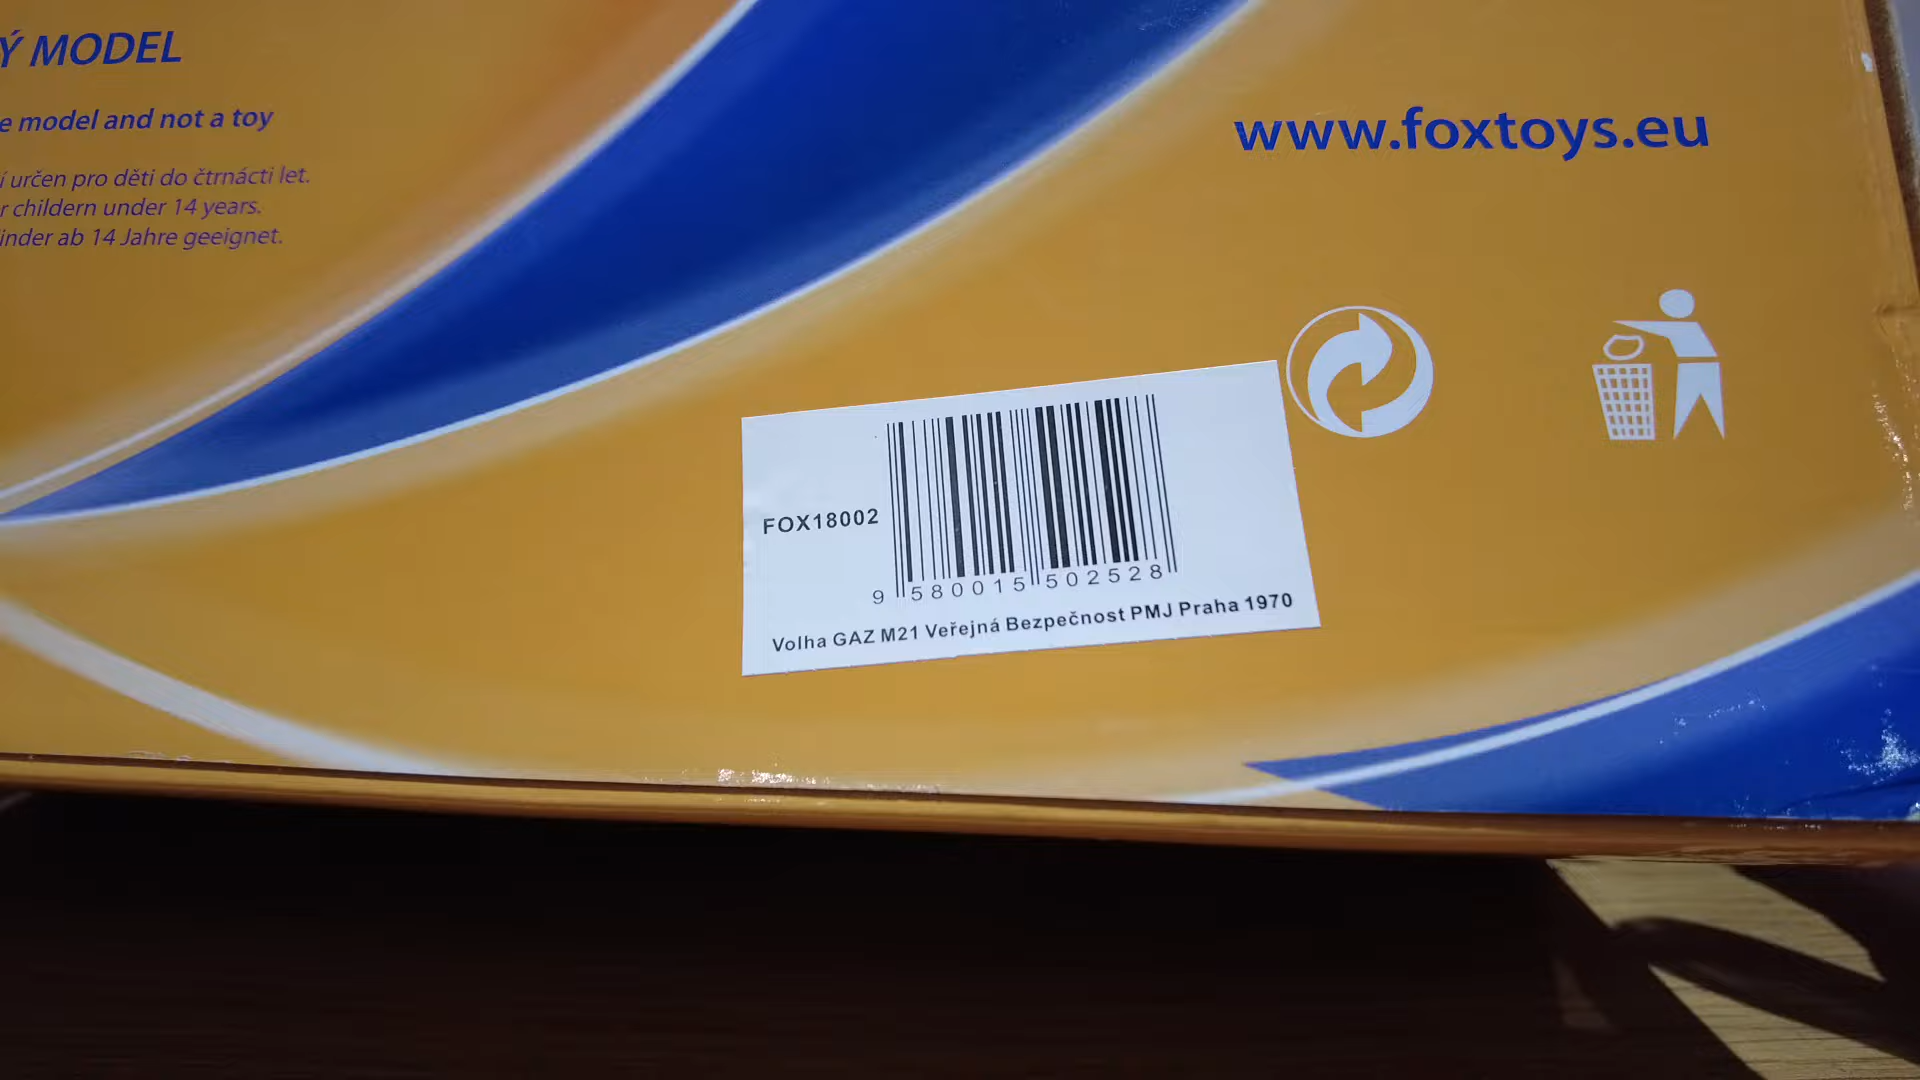 Ý MODEL
e model and not a toy
í určen pro děti do čtrnácti let.
r childern under 14 years.
inder ab 14 Jahre geeignet.
www.foxtoys.eu
FOX18002
9 580015 502528
Volha GAZ M21 Veřejná Bezpečnost PMJ Praha 1970